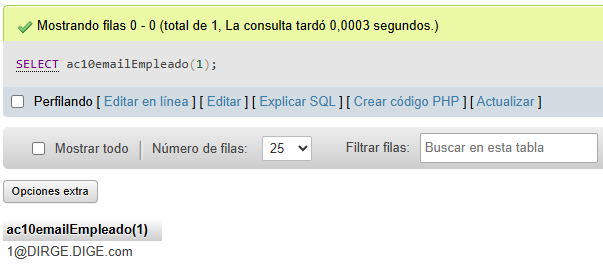 Mostrando filas 0 - 0 (total de 1, La consulta tardó 0,0003 segundos.)
SELECT ac10emailEmpleado(1);
Perfilando [ Editar en línea ] [ Editar ] [ Explicar SQL ] [ Crear código PHP ] [ Actualizar ]
Mostrar todo Número de filas: 25 Filtrar filas: Buscar en esta tabla
Opciones extra
ac10emailEmpleado(1)
1@DIRGE.DIGE.com